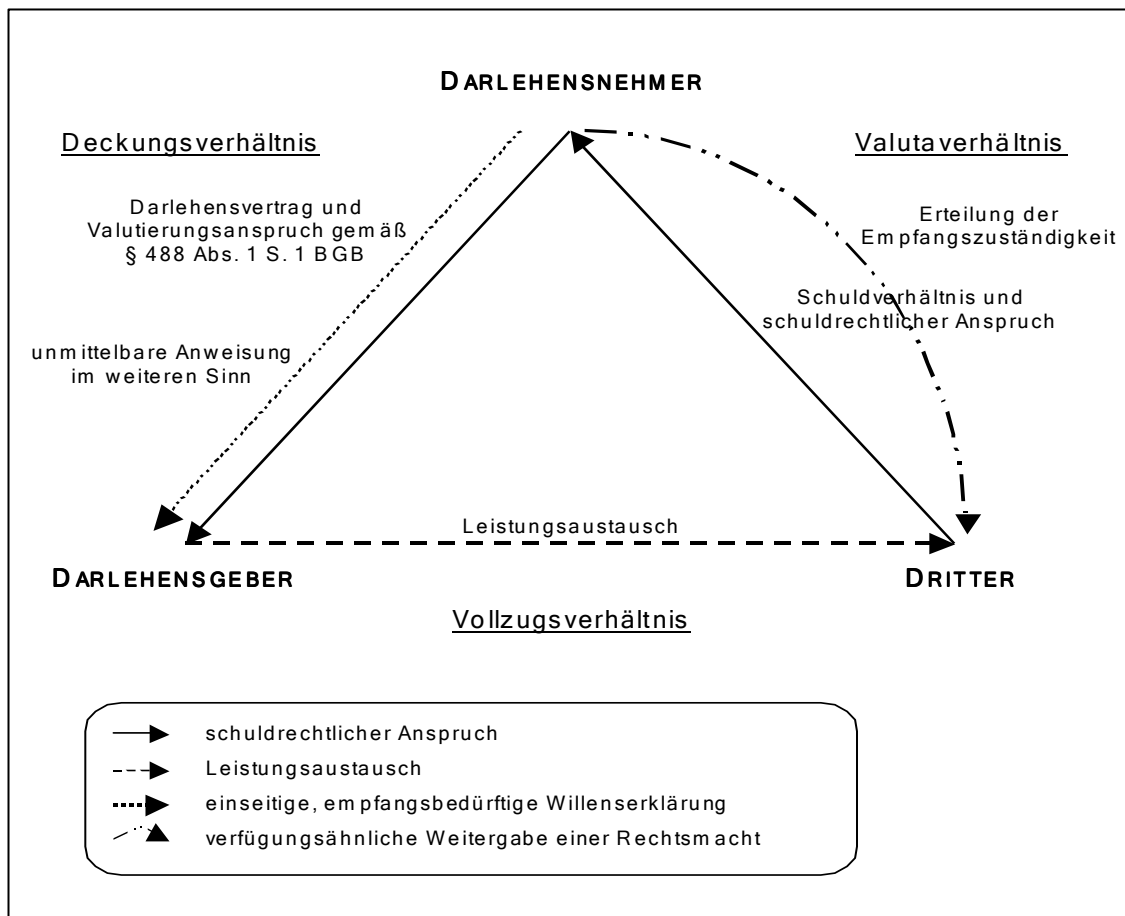 DARLEHENSNEHMER
Deckungsverhältnis
Valutaverhältnis
Darlehensvertrag und
Valutierungsanspruch gemäß
§ 488 Abs. 1 S. 1 BGB
Erteilung der
Empfangszuständigkeit
Schuldverhältnis und
schuldrechtlicher Anspruch
unmittelbare Anweisung
im weiteren Sinn
Leistungsaustausch
DARLEHENSGEBER
DRITTER
Vollzugsverhältnis
schuldrechtlicher Anspruch
Leistungsaustausch
einseitige, empfangsbedürftige Willenserklärung
verfügungsähnliche Weitergabe einer Rechtsmacht